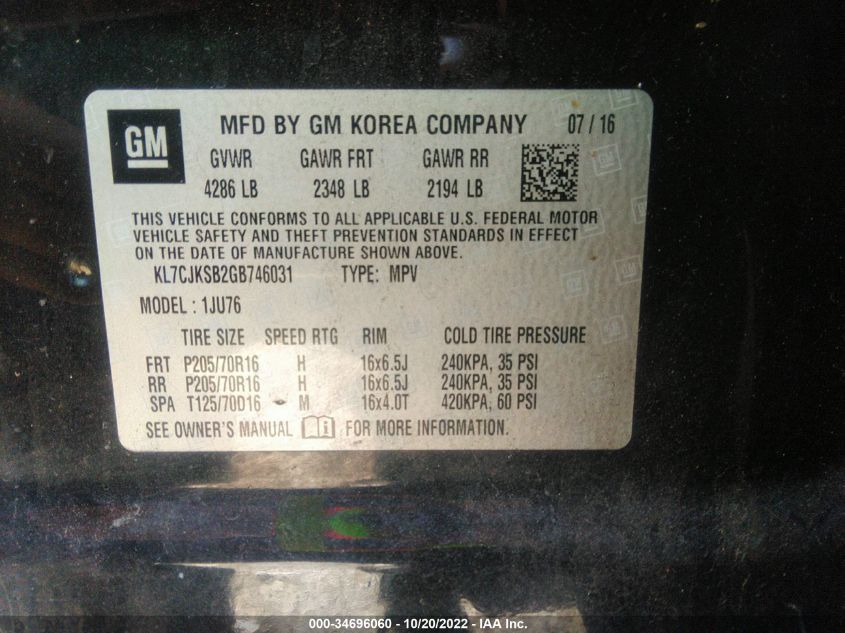 GM MFD BY GM KOREA COMPANY 07 / 16
GVWR GAWR FRT GAWR RR
4286 LB 2348 LB 2194 LB
THIS VEHICLE CONFORMS TO ALL APPLICABLE U.S. FEDERAL MOTOR
VEHICLE SAFETY AND THEFT PREVENTION STANDARDS IN EFFECT
ON THE DATE OF MANUFACTURE SHOWN ABOVE.
KL7CJKSB2GB746031 TYPE: MPV
MODEL : 1JU76
TIRE SIZE SPEED RTG RIM COLD TIRE PRESSURE
FRT P205/70R16 H 16x6.5J 240KPA, 35 PSI
RR P205/70R16 H 16x6.5J 240KPA, 35 PSI
SPA T125/70D16 M 16x4.0T 420KPA, 60 PSI
SEE OWNER'S MANUAL FOR MORE INFORMATION.
000-34696060 - 10/20/2022 - IAA Inc.